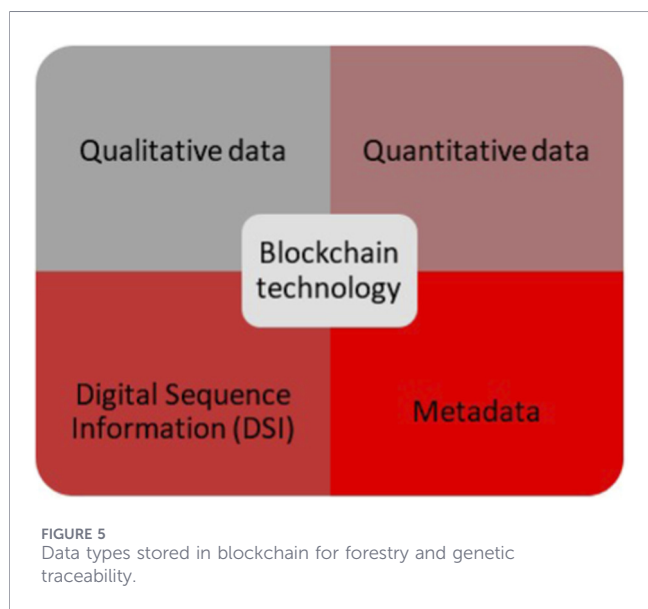 Qualitative data
Quantitative data
Blockchain
technology
Digital Sequence
Information (DSI)
Metadata
FIGURE 5
Data types stored in blockchain for forestry and genetic
traceability.